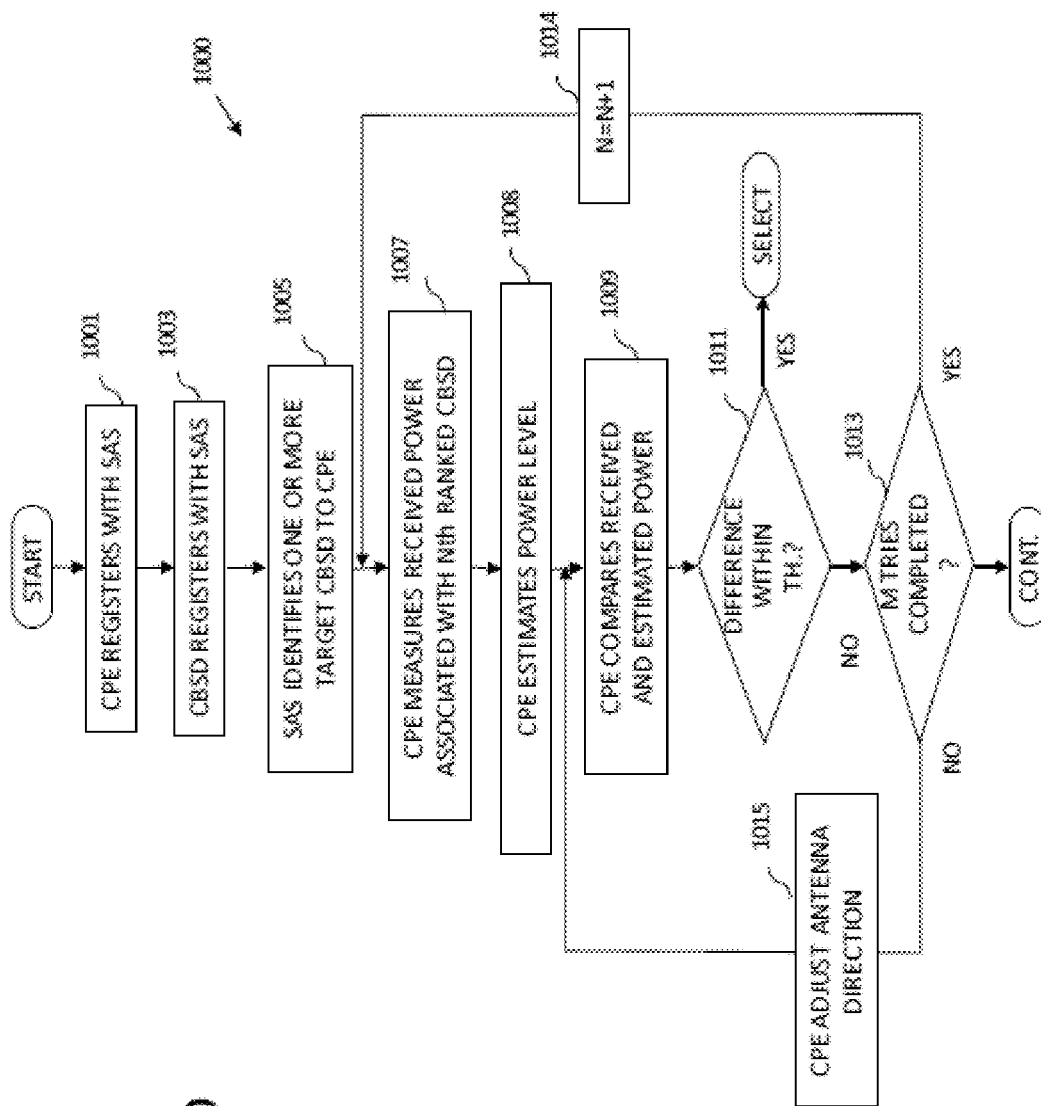 1000
START
CPE REGISTERS WITH SAS
1001
CBSD REGISTERS WITH SAS
1003
SAS IDENTIFIES ONE OR MORE
TARGET CBSD TO CPE
1005
CPE MEASURES RECEIVED POWER
ASSOCIATED WITH Nth RANKED CBSD
1007
CPE ESTIMATES POWER LEVEL
1008
CPE COMPARES RECEIVED
AND ESTIMATED POWER
1009
DIFFERENCE
WITHIN
TH.?
1011
YES
SELECT
NO
M TRIES
COMPLETED
?
1013
YES
N=N+1
1014
NO
CPE ADJUST ANTENNA
DIRECTION
1015
CONT.